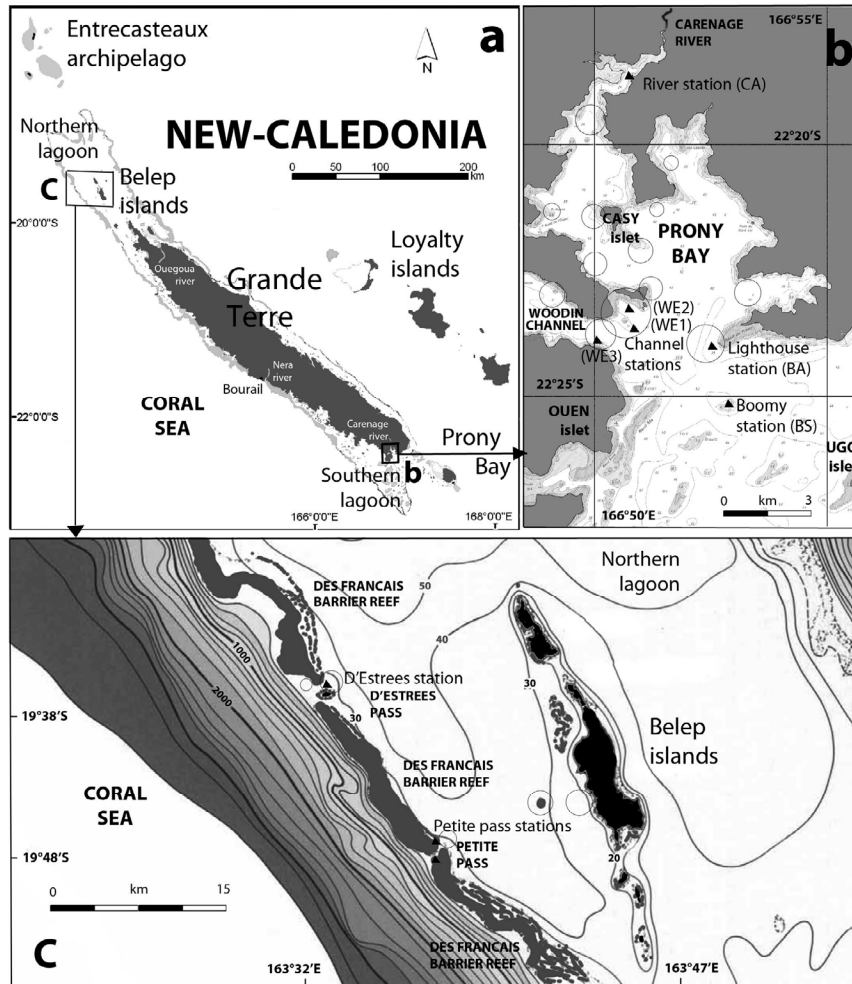 Entrecasteaux
archipelago
a
N
Northern
lagoon
NEW-CALEDONIA
0 50 100 200
km
C
Belep
islands
20°0'0"S
Loyalty
islands
Ouegoua
river
Grande
Terre
Nera
river
Bourail
22°0'0"S
CORAL
SEA
Carenage
river
Prony
Bay
Southern
lagoon
b
166°0'0"E
168°0'0"E
CARENAGE
RIVER
166°55'E
b
River station (CA)
22°20'S
CASY
islet
PRONY
BAY
WOODIN
CHANNEL
(WE2)
(WE1)
(WE3)
Channel
stations
Lighthouse
station (BA)
22°25'S
OUEN
islet
Boomy
station (BS)
UGO
isle
0 km 3
166°50'E
DES FRANCAIS
BARRIER REEF
50
Northern
lagoon
40
1000
2000
D'Estrees station
D'ESTREES
PASS
30
30
19°38'S
Belep
islands
DES FRANCAIS
BARRIER REEF
CORAL
SEA
Petite pass stations
PETITE
PASS
19°48'S
20
0 km 15
DES FRANCAIS
BARRIER REEF
C
163°32'E
163°47'E